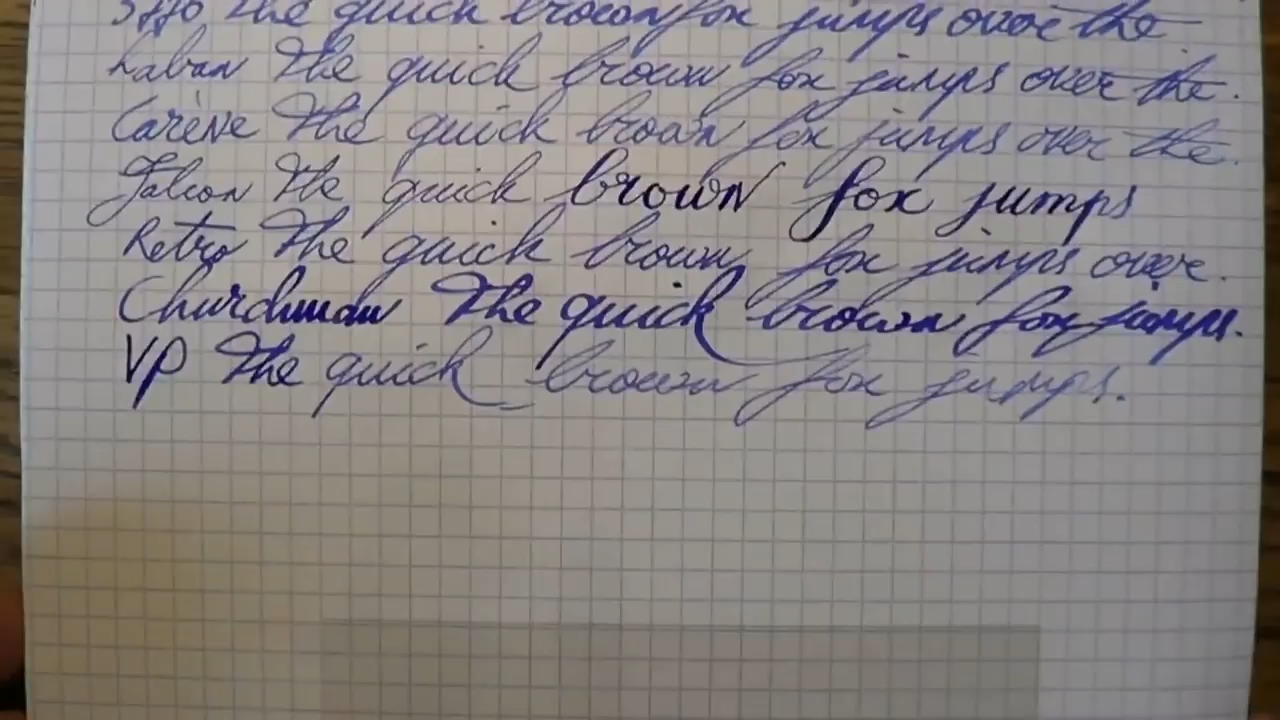 the quick brown fox jumps over the
Laban The quick brown fox jumps over the.
Carène The quick brown fox jumps over the.
Falcon The quick brown fox jumps
Retro The quick brown fox jumps over.
Churchman The quick brown fox jumps.
VP The quick brown fox jumps.